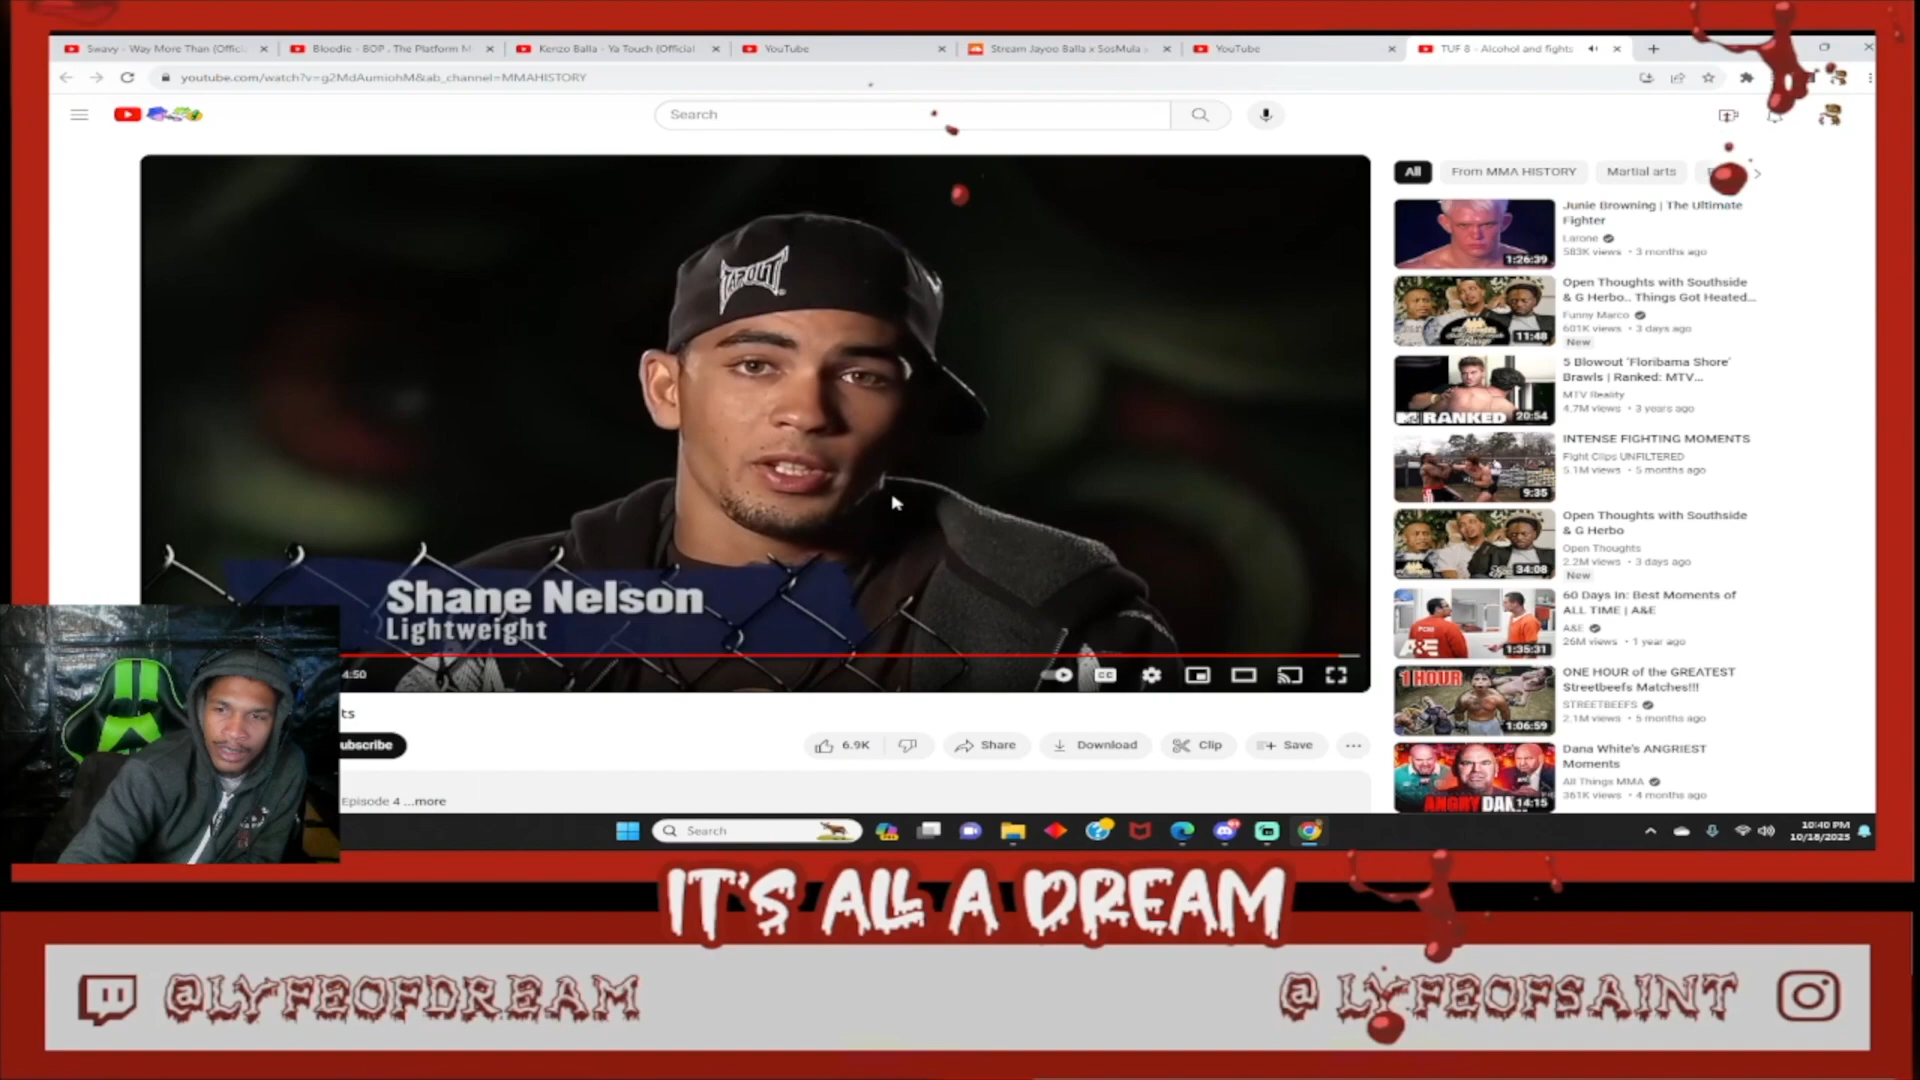 Swavy - Way More Than (Offici
Bloodie - BOP . The Platform M
Kenzo Balla - Ya Touch (Official
YouTube
Stream Jayoo Balla x SosMula
YouTube
TUF 8 - Alcohol and fights
youtube.com/watch?v=g2MdAumiohM&ab_channel=MMAHISTORY
Search
TAPOUT
Shane Nelson
Lightweight
4:50
CC
ts
ubscribe
6.9K
Share
Download
Clip
Save
Episode 4 ...more
All
From MMA HISTORY
Martial arts
Junie Browning | The Ultimate
Fighter
Larone
583K views • 3 months ago
1:26:39
Open Thoughts with Southside
& G Herbo.. Things Got Heated...
Funny Marco
601K views • 3 days ago
New
11:48
5 Blowout 'Floribama Shore'
Brawls | Ranked: MTV...
MTV Reality
4.7M views • 3 years ago
RANKED
20:54
INTENSE FIGHTING MOMENTS
Fight Clips UNFILTERED
5.1M views • 5 months ago
9:35
Open Thoughts with Southside
& G Herbo
Open Thoughts
2.2M views • 3 days ago
New
34:08
60 Days In: Best Moments of
ALL TIME | A&E
A&E
26M views • 1 year ago
A&E
1:35:31
ONE HOUR of the GREATEST
Streetbeefs Matches!!!
STREETBEEFS
2.1M views • 5 months ago
1 HOUR
1:06:59
Dana White's ANGRIEST
Moments
All Things MMA
361K views • 4 months ago
ANGRY DAN
14:15
Search
10:40 PM
10/18/2023
IT'S ALL A DREAM
@LYFEOFDREAM
@LYFEOFSAINT